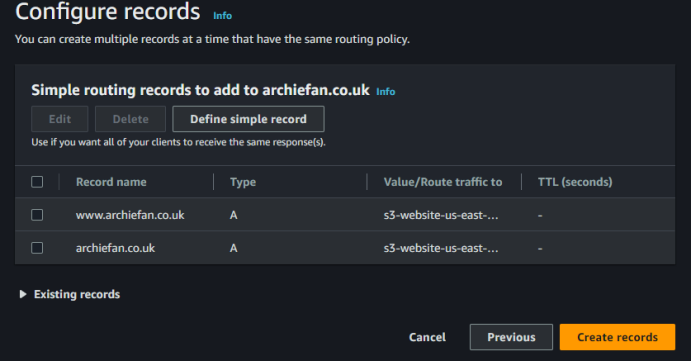 Configure records Info
You can create multiple records at a time that have the same routing policy.
Simple routing records to add to archiefan.co.uk Info
Edit Delete Define simple record
Use if you want all of your clients to receive the same response(s).
Record name Type Value/Route traffic to TTL (seconds)
www.archiefan.co.uk A s3-website-us-east-... -
archiefan.co.uk A s3-website-us-east-... -
Existing records
Cancel Previous Create records